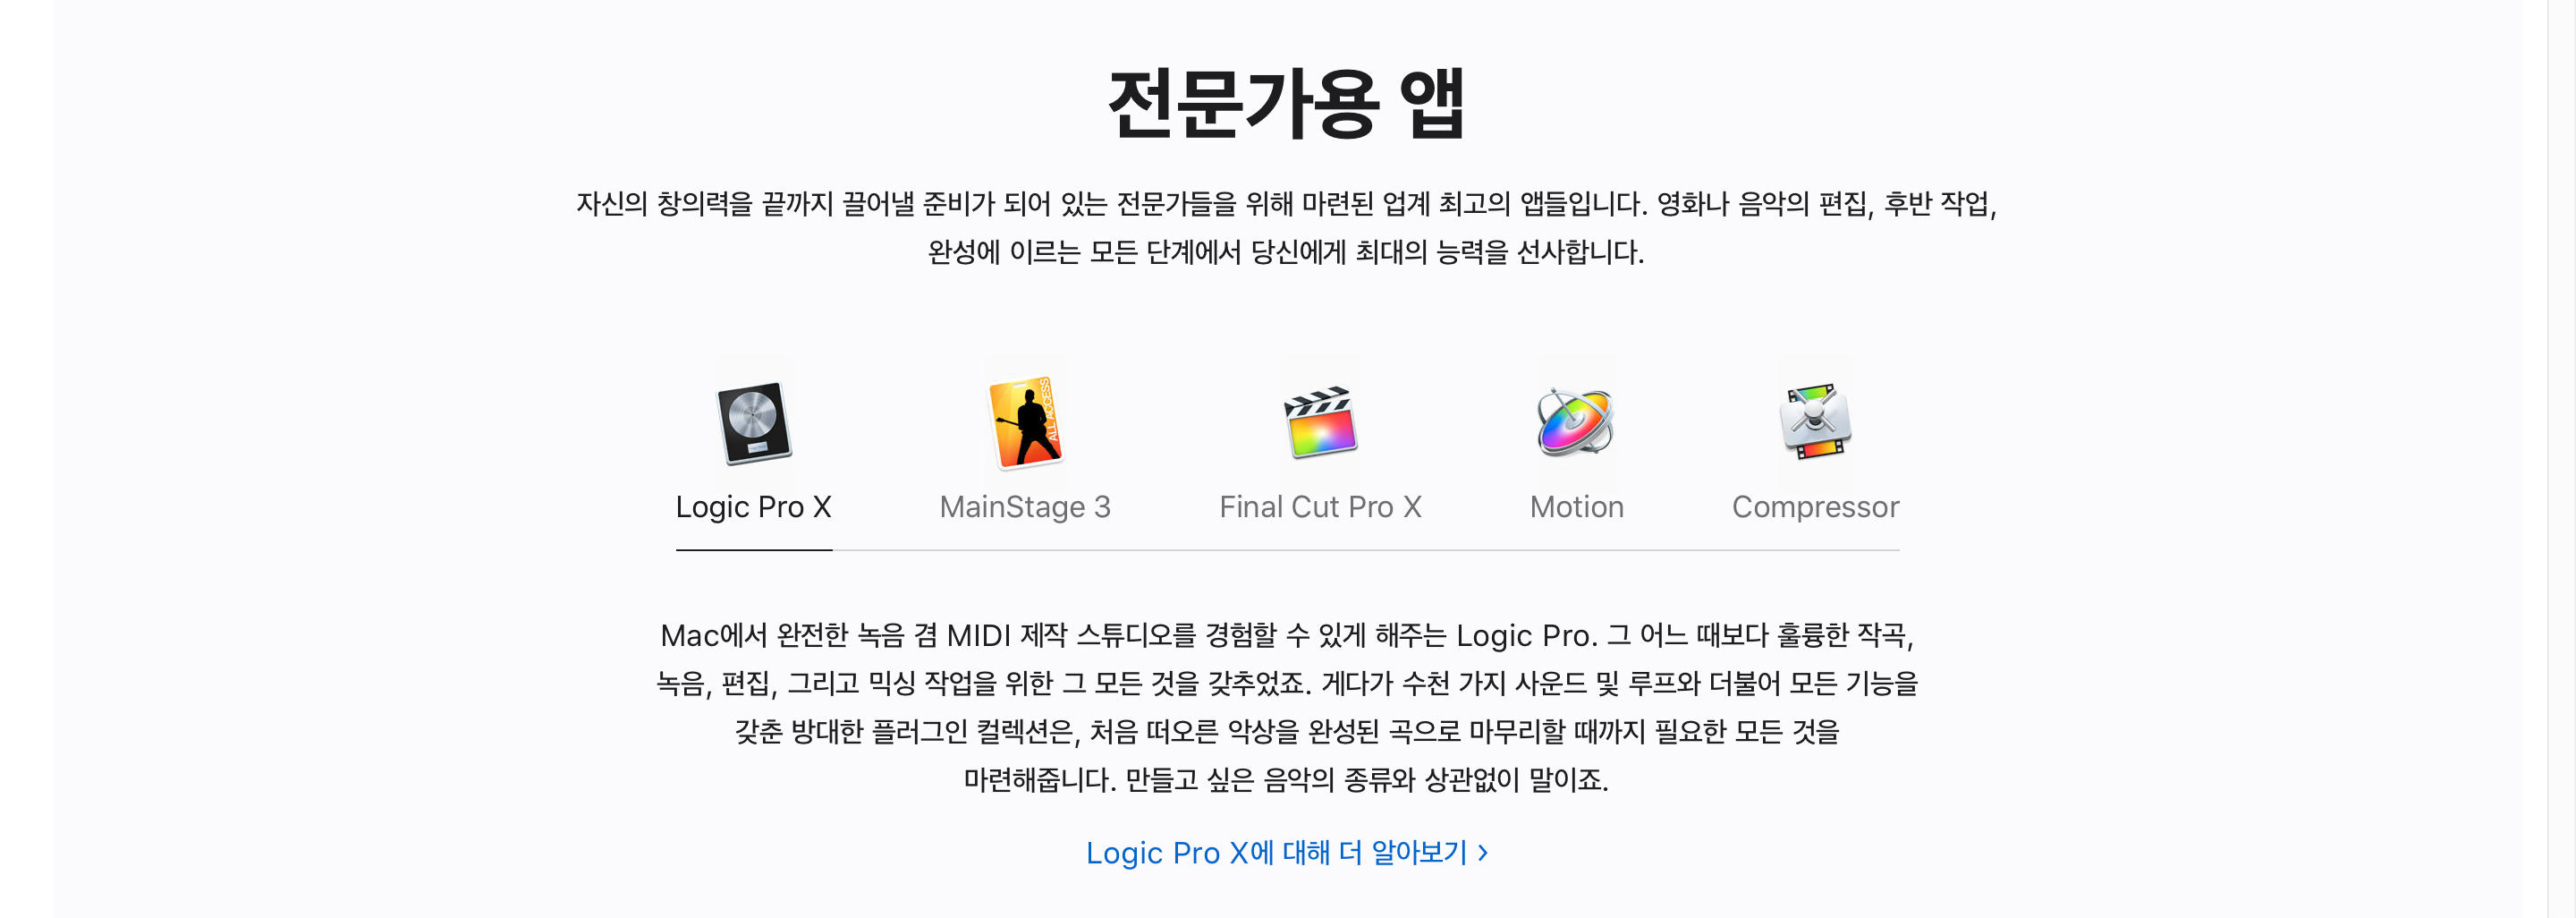 전문가용 앱
자신의 창의력을 끝까지 끌어낼 준비가 되어 있는 전문가들을 위해 마련된 업계 최고의 앱들입니다. 영화나 음악의 편집, 후반 작업,
완성에 이르는 모든 단계에서 당신에게 최대의 능력을 선사합니다.
ALL ACCESS
Logic Pro X
MainStage 3
Final Cut Pro X
Motion
Compressor
Mac에서 완전한 녹음 겸 MIDI 제작 스튜디오를 경험할 수 있게 해주는 Logic Pro. 그 어느 때보다 훌륭한 작곡,
녹음, 편집, 그리고 믹싱 작업을 위한 그 모든 것을 갖추었죠. 게다가 수천 가지 사운드 및 루프와 더불어 모든 기능을
갖춘 방대한 플러그인 컬렉션은, 처음 떠오른 악상을 완성된 곡으로 마무리할 때까지 필요한 모든 것을
마련해줍니다. 만들고 싶은 음악의 종류와 상관없이 말이죠.
Logic Pro X에 대해 더 알아보기 >